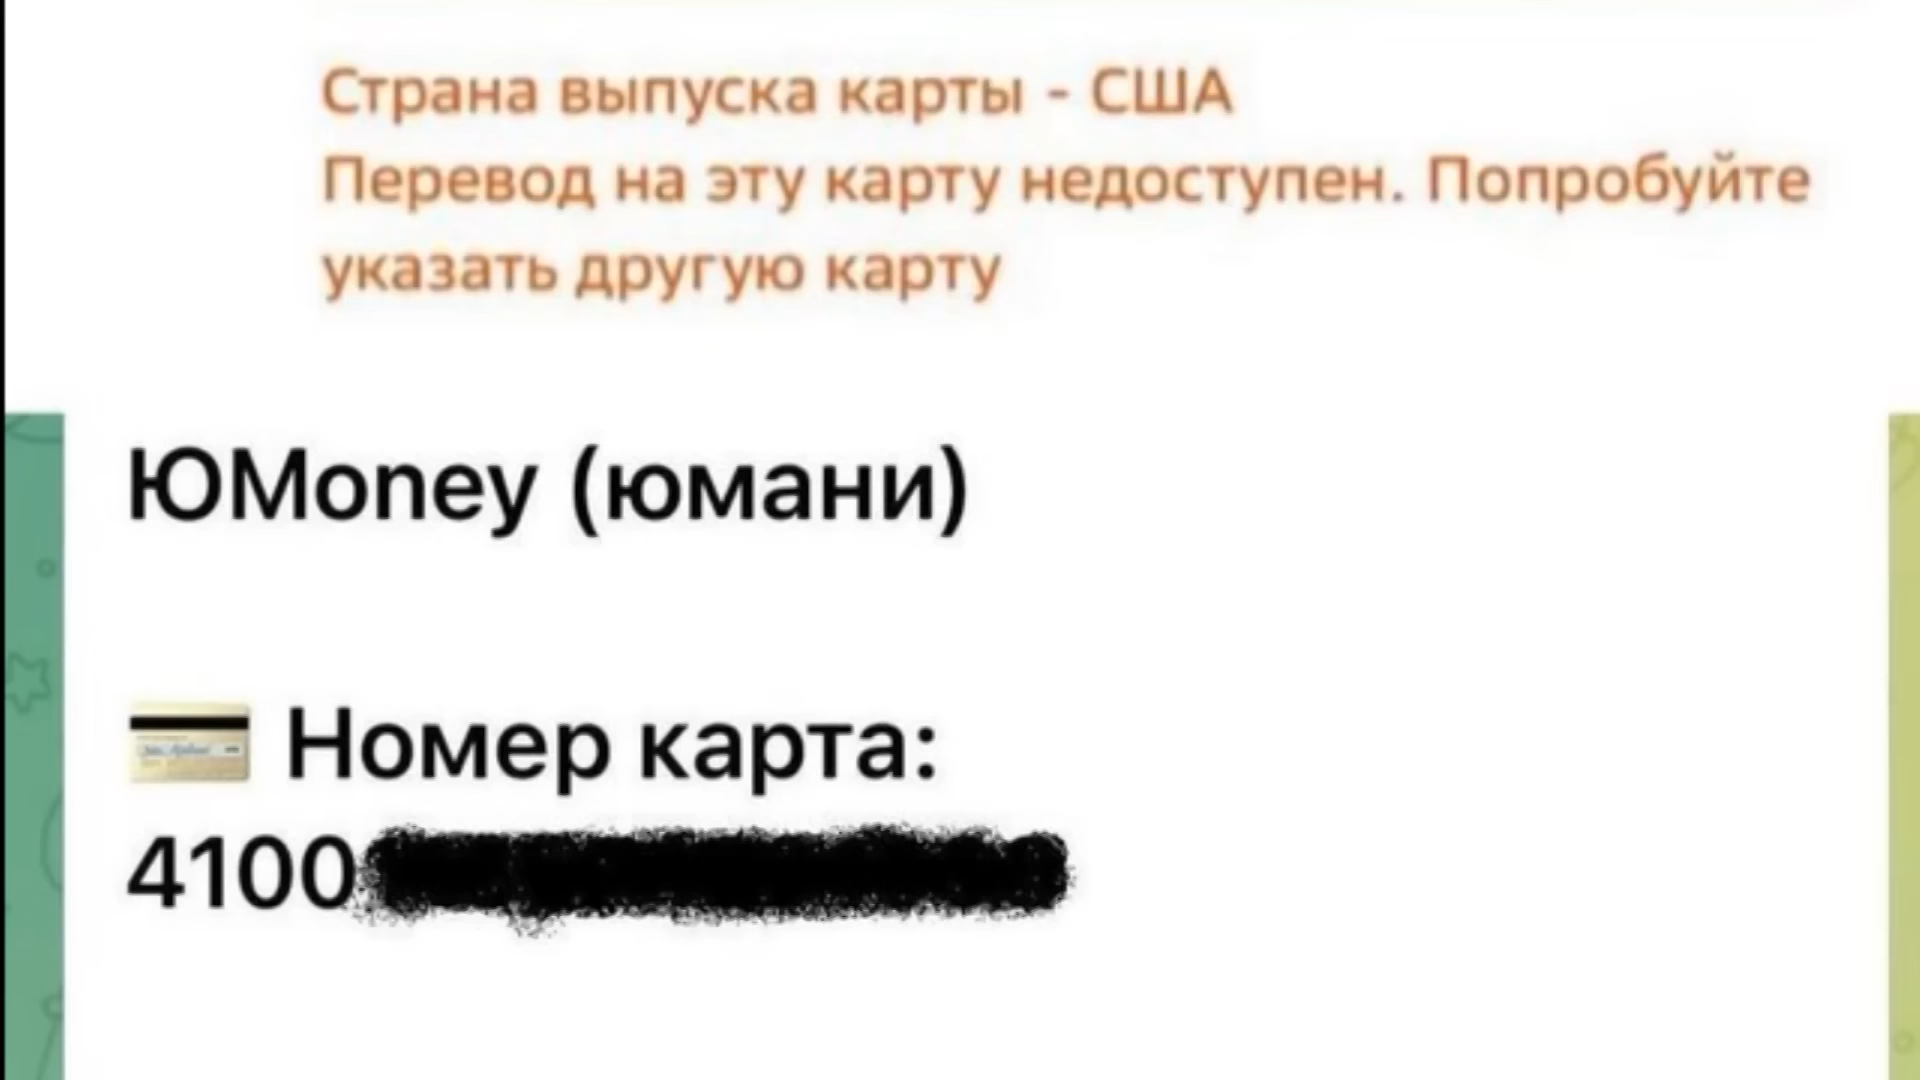 Страна выпуска карты - США
Перевод на эту карту недоступен. Попробуйте
указать другую карту
ЮMoney (юмани)
💳 Номер карта:
4100